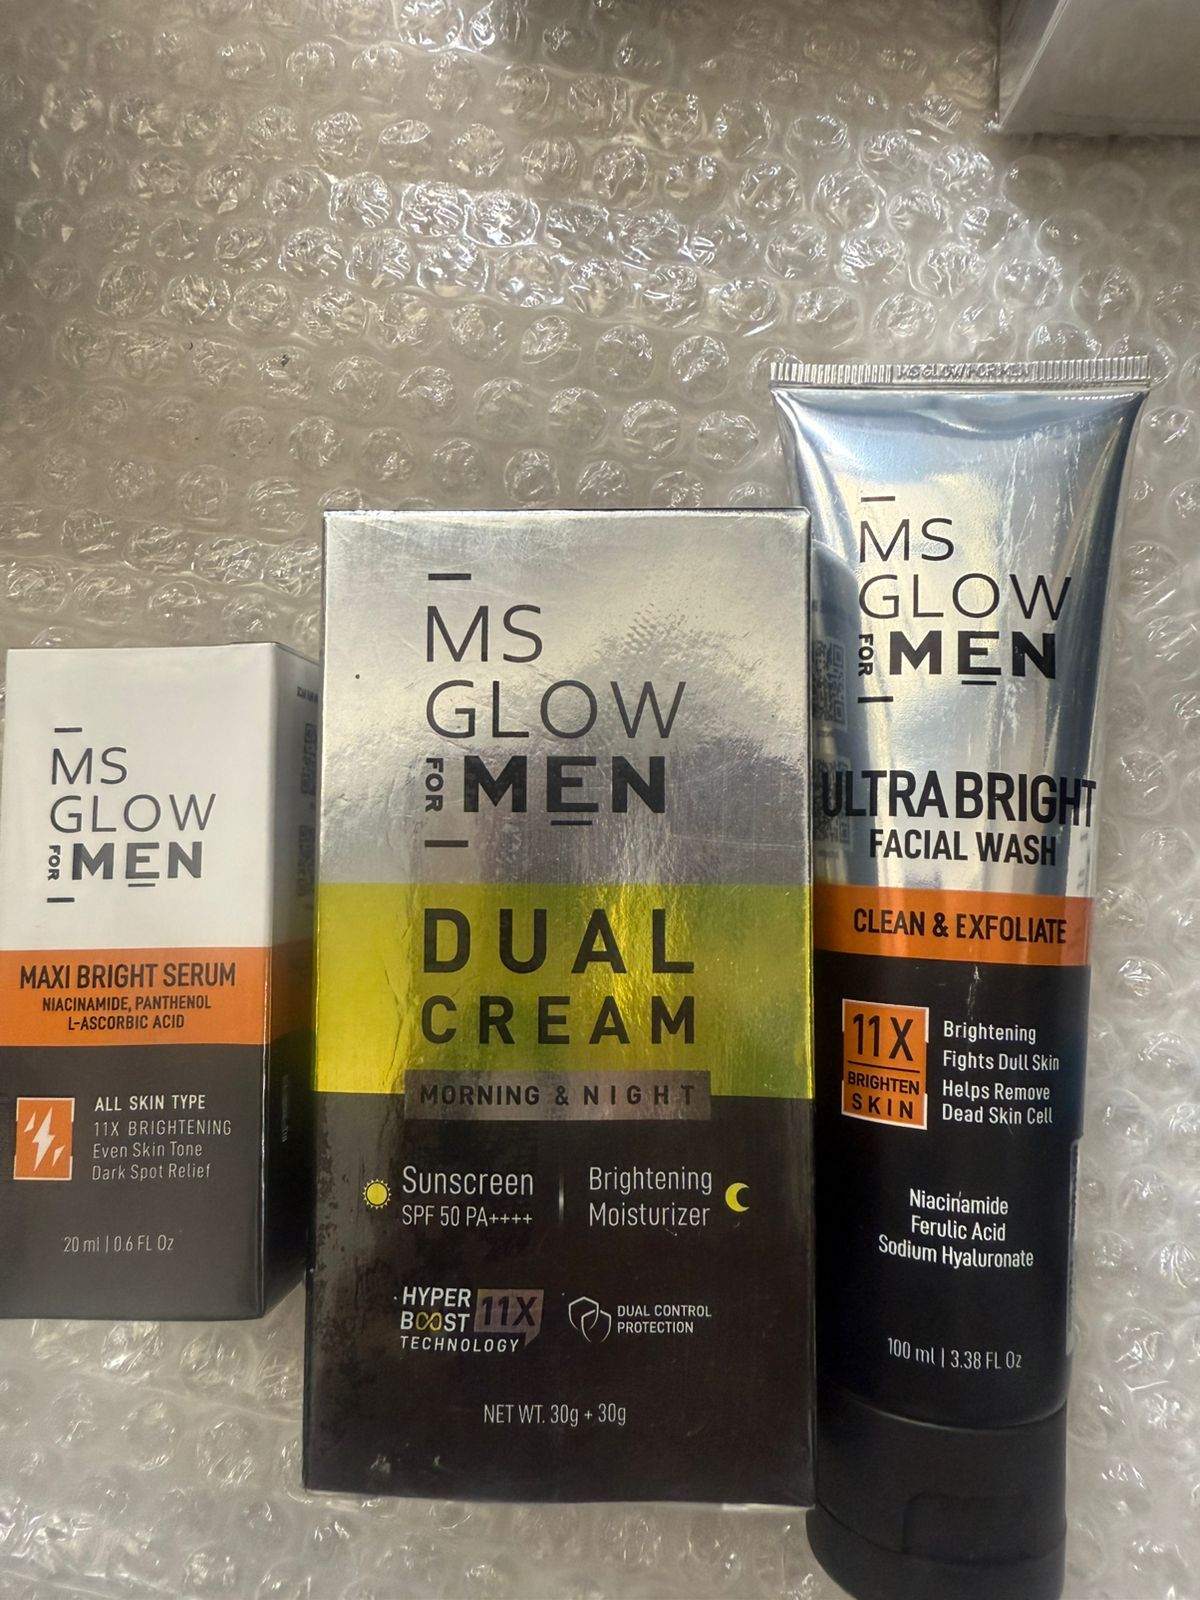 MS
GLOW
FOR MEN
MAXI BRIGHT SERUM
NIACINAMIDE, PANTHENOL
L-ASCORBIC ACID
ALL SKIN TYPE
11X BRIGHTENING
Even Skin Tone
Dark Spot Relief
20 ml | 0.6 FL Oz
MS
GLOW
FOR MEN
DUAL
CREAM
MORNING & NIGHT
Sunscreen
SPF 50 PA++++
Brightening
Moisturizer
HYPER
BOOST 11X
TECHNOLOGY
DUAL CONTROL
PROTECTION
NET WT. 30g + 30g
MS GLOW FOR MEN
MS
GLOW
FOR MEN
ULTRA BRIGHT
FACIAL WASH
CLEAN & EXFOLIATE
11X
BRIGHTEN
SKIN
Brightening
Fights Dull Skin
Helps Remove
Dead Skin Cell
Niacinamide
Ferulic Acid
Sodium Hyaluronate
100 ml | 3.38 FL Oz